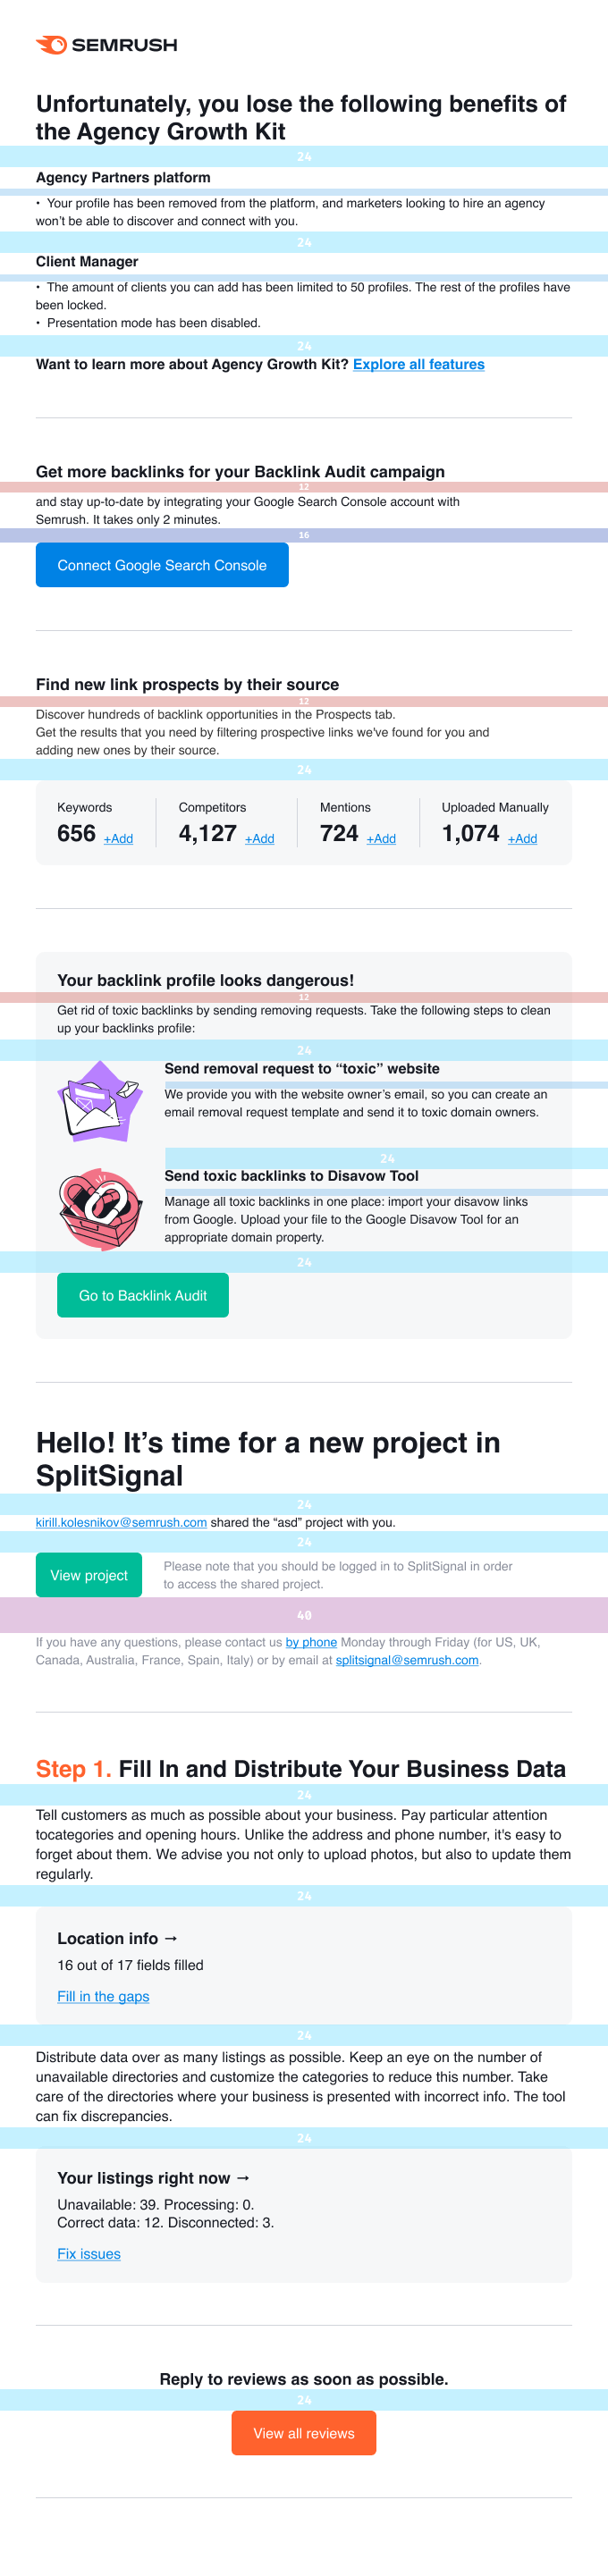 SEMRUSH
Unfortunately, you lose the following benefits of
the Agency Growth Kit
24
Agency Partners platform
• Your profile has been removed from the platform, and marketers looking to hire an agency
won’t be able to discover and connect with you.
24
Client Manager
• The amount of clients you can add has been limited to 50 profiles. The rest of the profiles have
been locked.
• Presentation mode has been disabled.
24
Want to learn more about Agency Growth Kit? Explore all features
Get more backlinks for your Backlink Audit campaign
12
and stay up-to-date by integrating your Google Search Console account with
Semrush. It takes only 2 minutes.
16
Connect Google Search Console
Find new link prospects by their source
12
Discover hundreds of backlink opportunities in the Prospects tab.
Get the results that you need by filtering prospective links we've found for you and
adding new ones by their source.
24
Keywords Competitors Mentions Uploaded Manually
656 +Add 4,127 +Add 724 +Add 1,074 +Add
Your backlink profile looks dangerous!
12
Get rid of toxic backlinks by sending removing requests. Take the following steps to clean
up your backlinks profile:
24
Send removal request to “toxic” website
We provide you with the website owner’s email, so you can create an
email removal request template and send it to toxic domain owners.
24
Send toxic backlinks to Disavow Tool
Manage all toxic backlinks in one place: import your disavow links
from Google. Upload your file to the Google Disavow Tool for an
appropriate domain property.
24
Go to Backlink Audit
Hello! It’s time for a new project in
SplitSignal
24
kirill.kolesnikov@semrush.com shared the “asd” project with you.
24
View project
Please note that you should be logged in to SplitSignal in order
to access the shared project.
40
If you have any questions, please contact us by phone Monday through Friday (for US, UK,
Canada, Australia, France, Spain, Italy) or by email at splitsignal@semrush.com.
Step 1. Fill In and Distribute Your Business Data
24
Tell customers as much as possible about your business. Pay particular attention
tocategories and opening hours. Unlike the address and phone number, it's easy to
forget about them. We advise you not only to upload photos, but also to update them
regularly.
24
Location info →
16 out of 17 fields filled
Fill in the gaps
24
Distribute data over as many listings as possible. Keep an eye on the number of
unavailable directories and customize the categories to reduce this number. Take
care of the directories where your business is presented with incorrect info. The tool
can fix discrepancies.
24
Your listings right now →
Unavailable: 39. Processing: 0.
Correct data: 12. Disconnected: 3.
Fix issues
Reply to reviews as soon as possible.
24
View all reviews